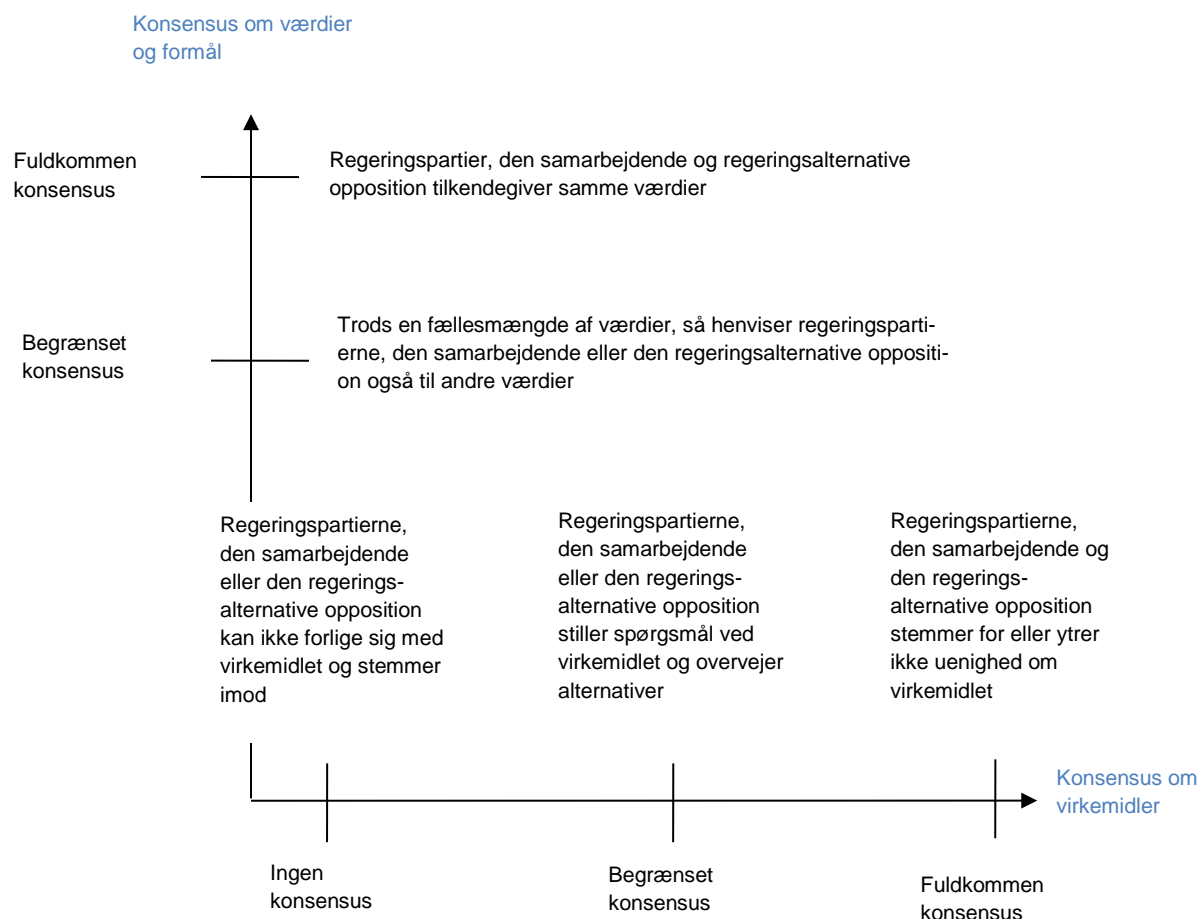 Konsensus om værdier
og formål
Fuldkommen
konsensus
Regeringspartier, den samarbejdende og regeringsalternative
opposition tilkendegiver samme værdier
Begrænset
konsensus
Trods en fællesmængde af værdier, så henviser regeringsparti-
erne, den samarbejdende eller den regeringsalternative oppositi-
on også til andre værdier
Regeringspartierne,
den samarbejdende
eller den regerings-
alternative opposition
kan ikke forlige sig med
virkemidlet og stemmer
imod
Regeringspartierne,
den samarbejdende
eller den regerings-
alternative opposition
stiller spørgsmål ved
virkemidlet og overvejer
alternativer
Regeringspartierne,
den samarbejdende og
den regerings-
alternative opposition
stemmer for eller ytrer
ikke uenighed om
virkemidlet
Konsensus om
virkemidler
Ingen
konsensus
Begrænset
konsensus
Fuldkommen
konsensus